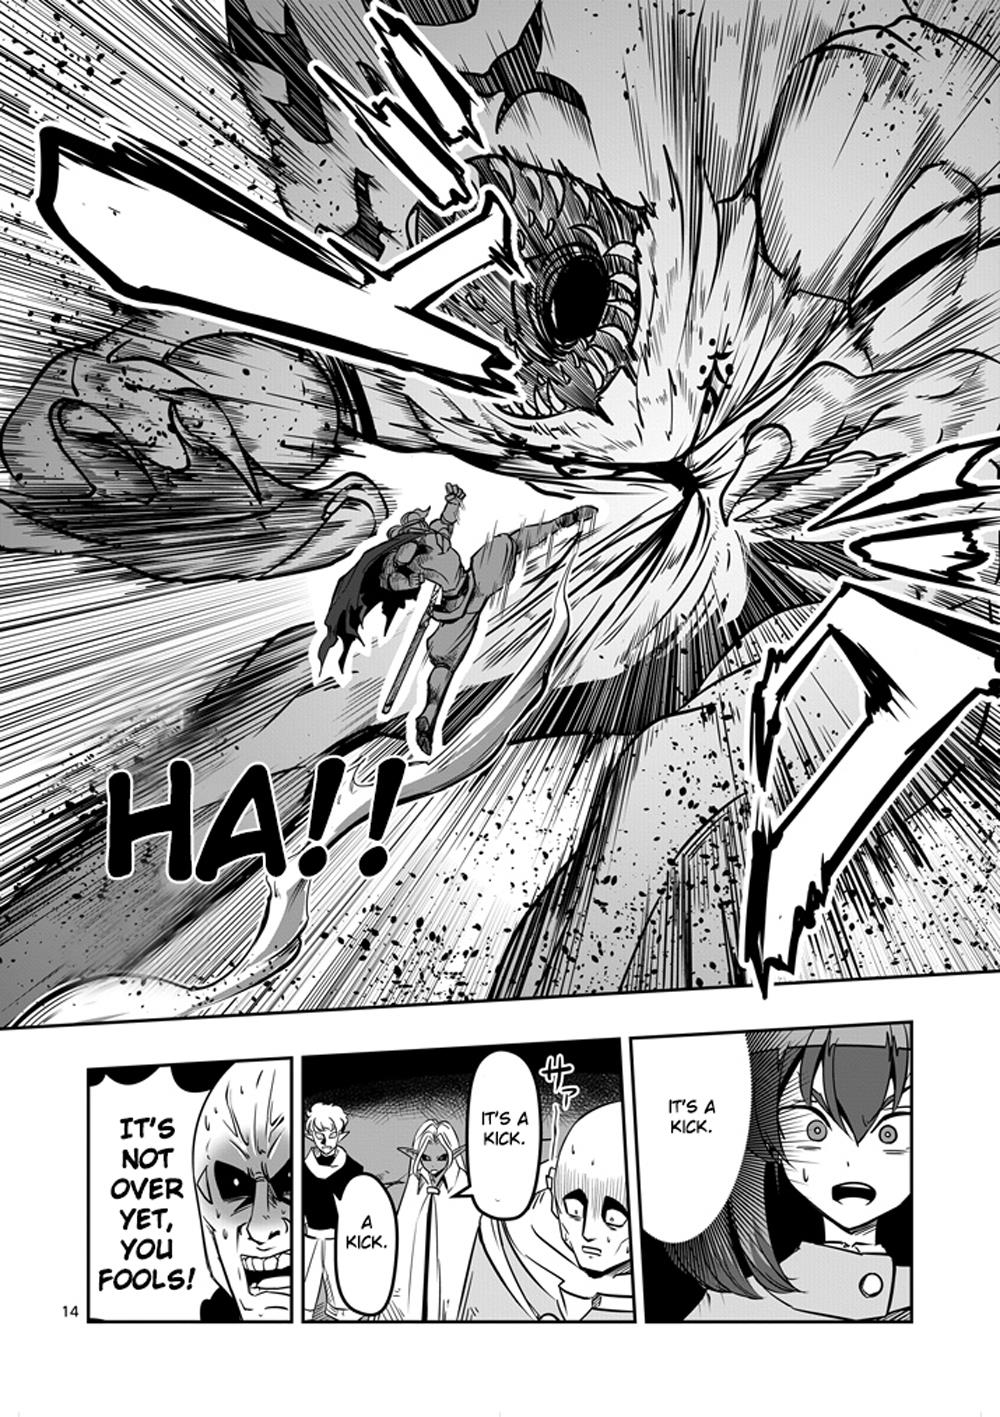 HA!!
IT'S A
KICK.
サァ
IT'S A
KICK.
A
KICK.
IT'S
NOT
OVER
YET,
YOU
FOOLS!
14